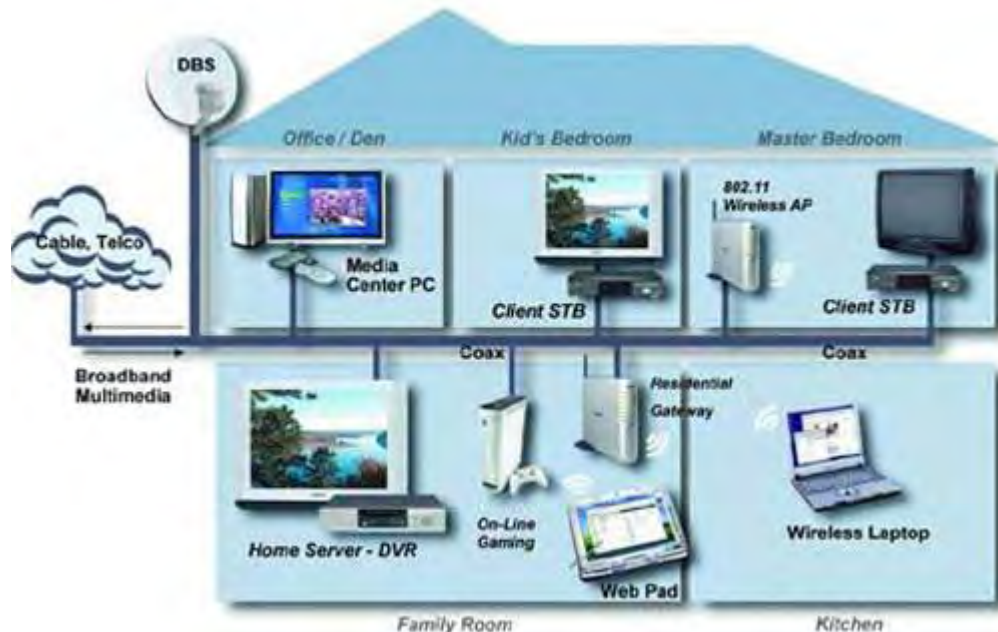 DBS
Office / Den
Kid's Bedroom
Master Bedroom
802.11
Wireless AP
Cable, Telco
Media
Center PC
Client STB
Client STB
Coax
Coax
Broadband
Multimedia
Residential
Gateway
On-Line
Gaming
Wireless Laptop
Home Server - DVR
Web Pad
Family Room
Kitchen